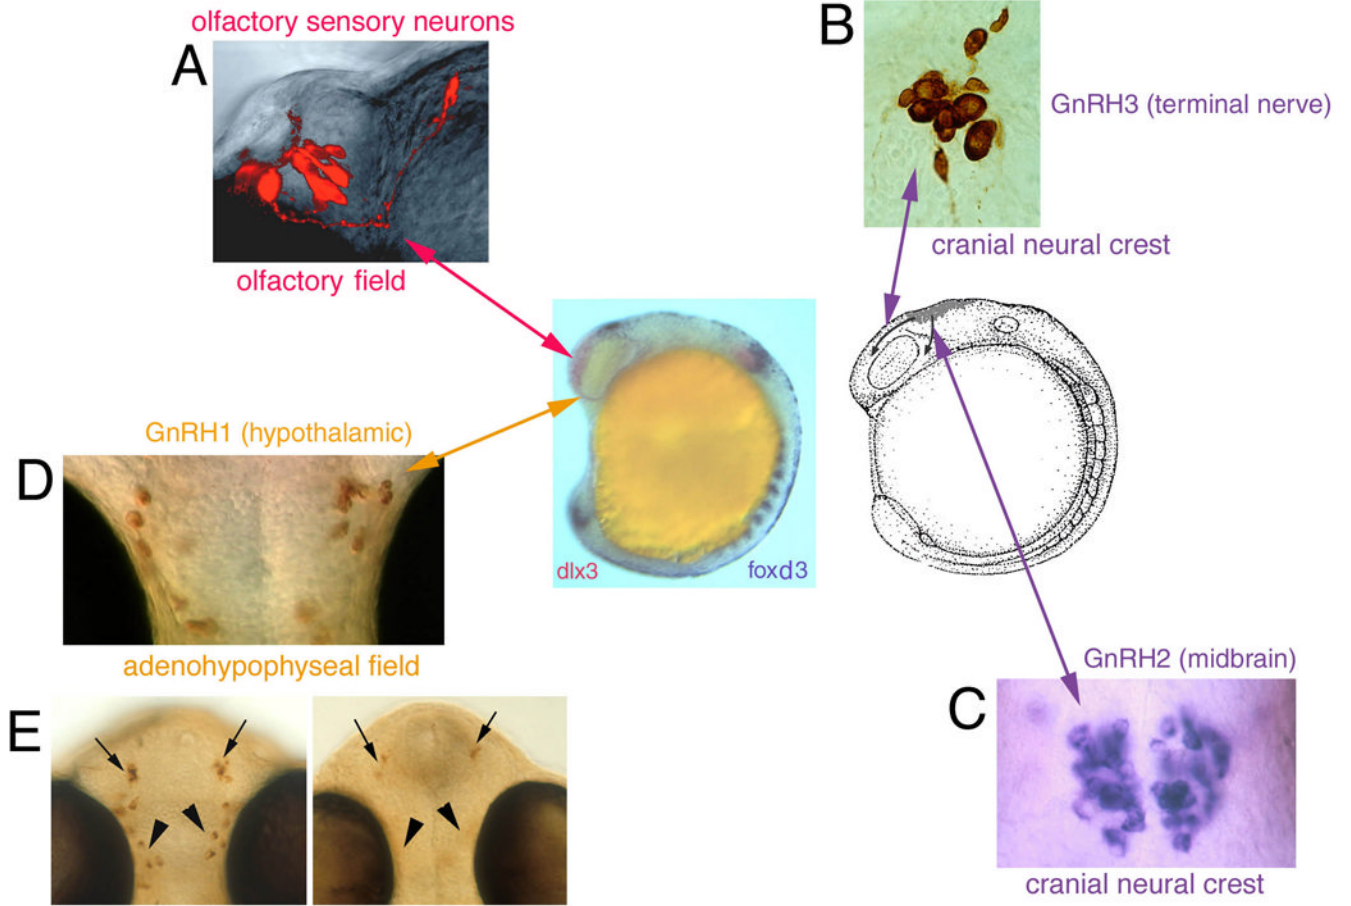 olfactory sensory neurons
A
olfactory field
B
GnRH3 (terminal nerve)
cranial neural crest
GnRH1 (hypothalamic)
D
adenohypophyseal field
dlx3
foxd3
GnRH2 (midbrain)
C
cranial neural crest
E